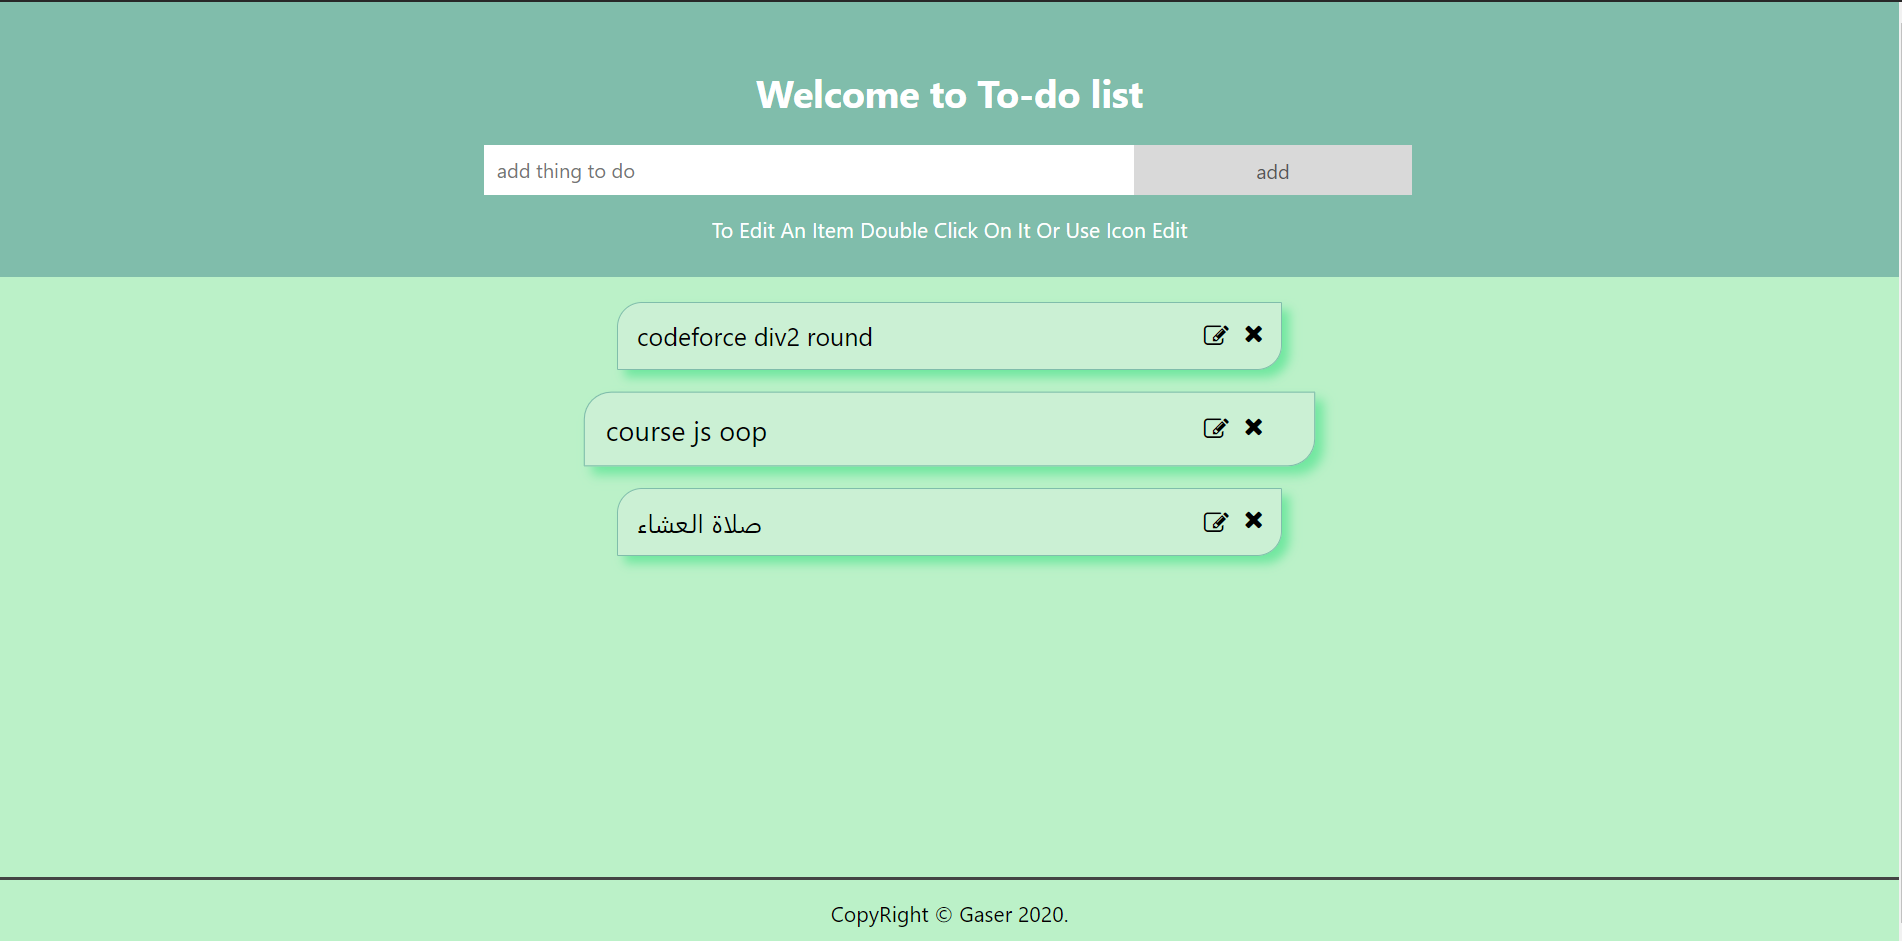 Welcome to To-do list
add thing to do
add
To Edit An Item Double Click On It Or Use Icon Edit
codeforce div2 round
course js oop
صلاة العشاء
CopyRight © Gaser 2020.